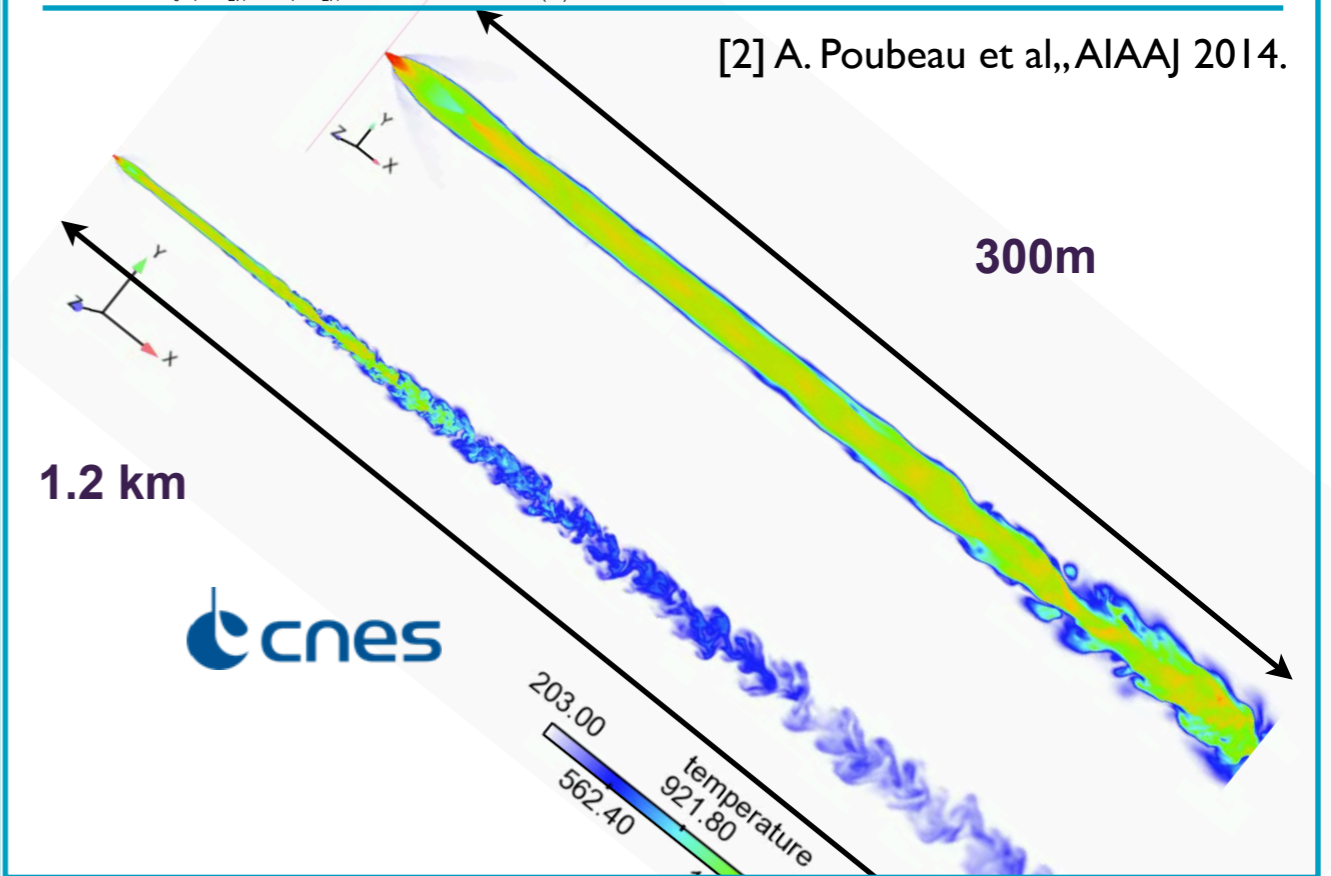 [2] A. Poubeau et al,, AIAAJ 2014.
Y
Z
X
300m
Y
Z
X
1.2 km
cnes
203.00
temperature
562.40
921.80